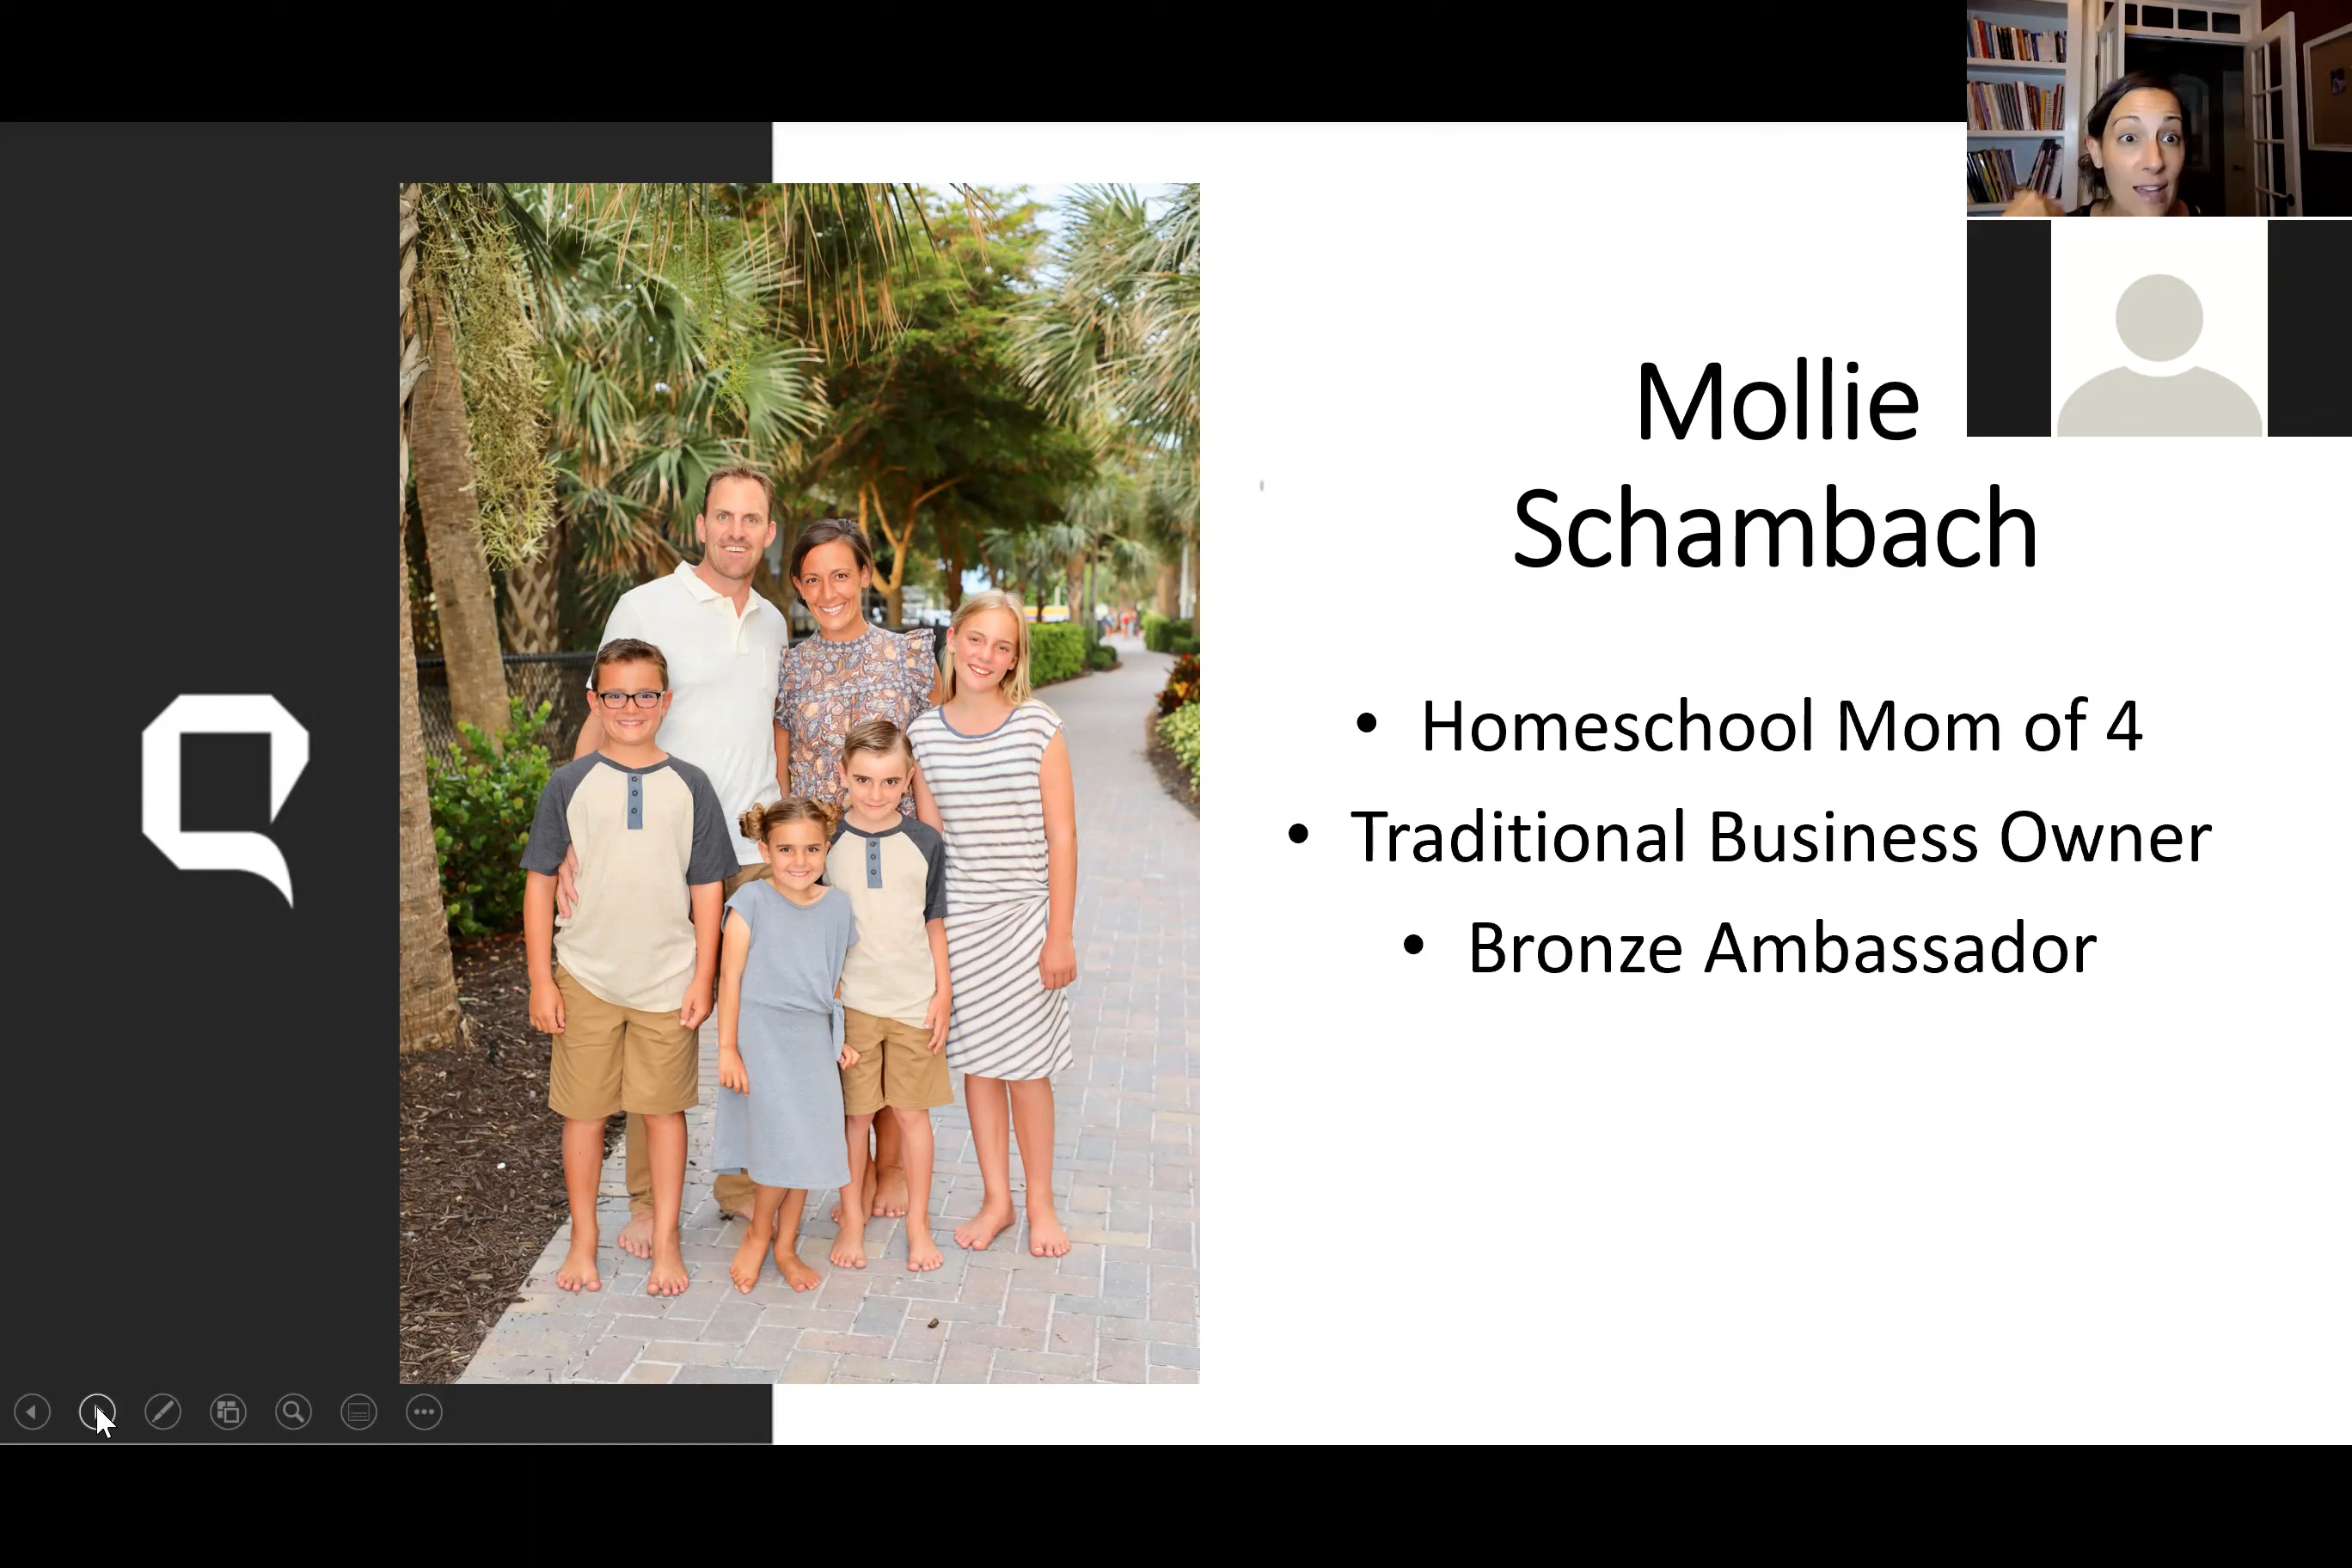 Mollie
Schambach
• Homeschool Mom of 4
• Traditional Business Owner
• Bronze Ambassador